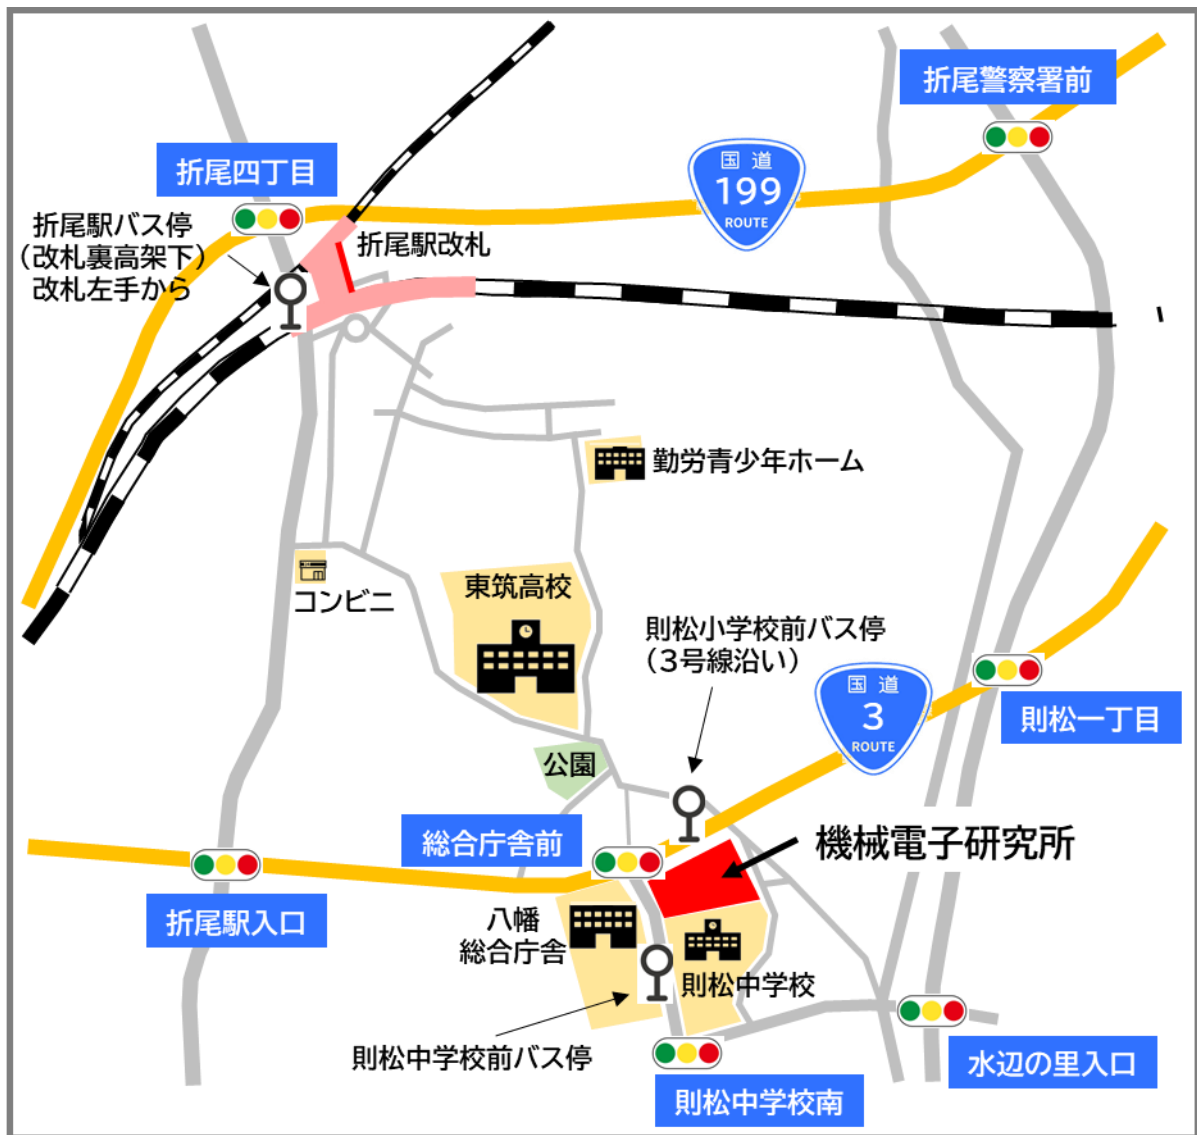 折尾警察署前
国道
199
ROUTE
折尾四丁目
折尾駅バス停
(改札裏高架下)
改札左手から
折尾駅改札
勤労青少年ホーム
東筑高校
コンビニ
則松小学校前バス停
(3号線沿い)
国道
3
ROUTE
則松一丁目
公園
総合庁舎前
機械電子研究所
折尾駅入口
八幡
総合庁舎
則松中学校
則松中学校前バス停
水辺の里入口
則松中学校南